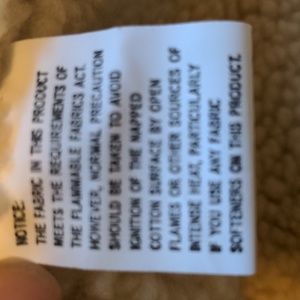 NOTICE:
THE FABRIC IN THIS PRODUCT
MEETS THE REQUIREMENTS OF
THE FLAMMABLE FABRICS ACT.
HOWEVER, NORMAL PRECAUTION
SHOULD BE TAKEN TO AVOID
IGNITION OF THE NAPPED
COTTON SURFACE BY OPEN
FLAMES OR OTHER SOURCES OF
INTENSE HEAT, PARTICULARLY
IF YOU USE ANY FABRIC
SOFTENERS ON THIS PRODUCT.